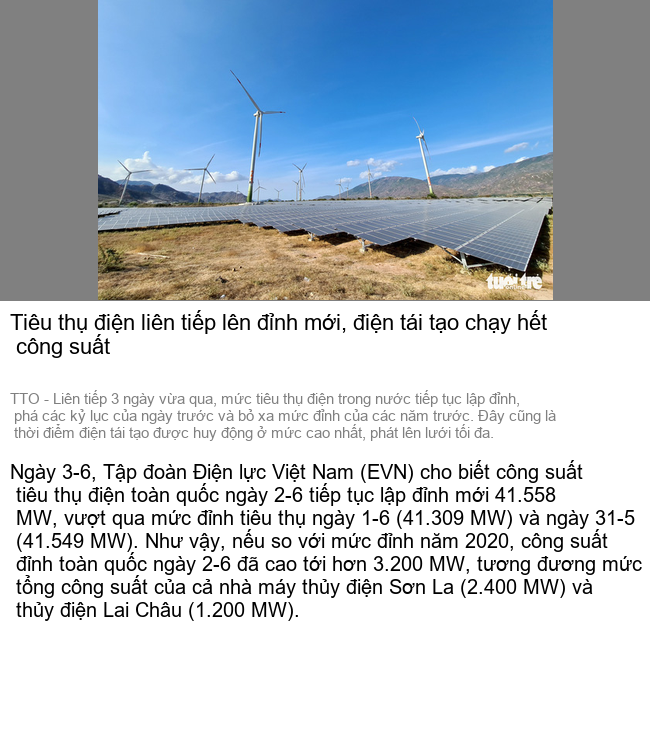 tuổi trẻ
ONLINE
Tiêu thụ điện liên tiếp lên đỉnh mới, điện tái tạo chạy hết
công suất
TTO - Liên tiếp 3 ngày vừa qua, mức tiêu thụ điện trong nước tiếp tục lập đỉnh,
phá các kỷ lục của ngày trước và bỏ xa mức đỉnh của các năm trước. Đây cũng là
thời điểm điện tái tạo được huy động ở mức cao nhất, phát lên lưới tối đa.
Ngày 3-6, Tập đoàn Điện lực Việt Nam (EVN) cho biết công suất
tiêu thụ điện toàn quốc ngày 2-6 tiếp tục lập đỉnh mới 41.558
MW, vượt qua mức đỉnh tiêu thụ ngày 1-6 (41.309 MW) và ngày 31-5
(41.549 MW). Như vậy, nếu so với mức đỉnh năm 2020, công suất
đỉnh toàn quốc ngày 2-6 đã cao tới hơn 3.200 MW, tương đương mức
tổng công suất của cả nhà máy thủy điện Sơn La (2.400 MW) và
thủy điện Lai Châu (1.200 MW).